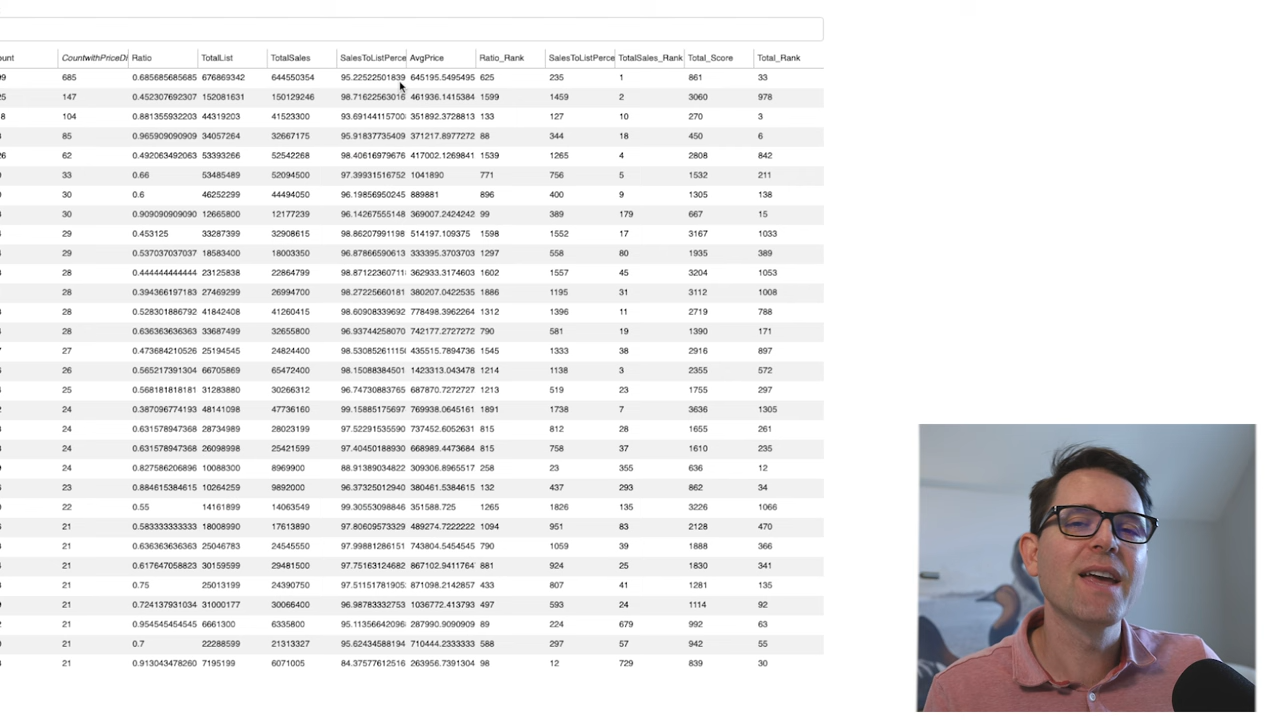 ount CountwithPriceDi Ratio TotalList TotalSales SalesToListPerce AvgPrice Ratio_Rank SalesToListPerce TotalSales_Rank Total_Score Total_Rank
99 685 0.685685685685 676869342 644550354 95.22522501839 645195.5495495 625 235 1 861 33
25 147 0.452307692307 152081631 150129246 98.71622563016 461936.1415384 1599 1459 2 3060 978
8 104 0.881355932203 44319203 41523300 93.69144115700 351892.3728813 133 127 10 270 3
85 0.965909090909 34057264 32667175 95.91837735409 371217.8977272 88 344 18 450 6
26 62 0.492063492063 53393266 52542268 98.40616979676 417002.1269841 1539 1265 4 2808 842
33 0.66 53485489 52094500 97.39931516752 1041890 771 756 5 1532 211
30 0.6 46252299 44494050 96.19856950245 889881 896 400 9 1305 138
30 0.909090909090 12665800 12177239 96.14267555148 369007.2424242 99 389 179 667 15
29 0.453125 33287399 32908615 98.86207991198 514197.109375 1598 1552 17 3167 1033
29 0.537037037037 18583400 18003350 96.87866590613 333395.3703703 1297 558 80 1935 389
28 0.444444444444 23125838 22864799 98.87122360711 362933.3174603 1602 1557 45 3204 1053
28 0.394366197183 27469299 26994700 98.27225660181 380207.0422535 1886 1195 31 3112 1008
28 0.528301886792 41842408 41260415 98.60908339692 778498.3962264 1312 1396 11 2719 788
28 0.636363636363 33687499 32655800 96.93744258070 742177.2727272 790 581 19 1390 171
27 0.473684210526 25194545 24824400 98.53085261115 435515.7894736 1545 1333 38 2916 897
26 0.565217391304 66705869 65472400 98.15088384501 1423313.043478 1214 1138 3 2355 572
25 0.568181818181 31283880 30266312 96.74730883765 687870.7272727 1213 519 23 1755 297
24 0.387096774193 48141098 47736160 99.15885175697 769938.0645161 1891 1738 7 3636 1305
24 0.631578947368 28734989 28023199 97.52291535590 737452.6052631 815 812 28 1655 261
24 0.631578947368 26098998 25421599 97.40450188930 668989.4473684 815 758 37 1610 235
24 0.827586206896 10088300 8969900 88.91389034822 309306.8965517 258 23 355 636 12
23 0.884615384615 10264259 9892000 96.37325012940 380461.5384615 132 437 293 862 34
22 0.55 14161899 14063549 99.30553098846 351588.725 1265 1826 135 3226 1066
21 0.583333333333 18008990 17613890 97.80609573329 489274.7222222 1094 951 83 2128 470
21 0.636363636363 25046783 24545550 97.99881286151 743804.5454545 790 1059 39 1888 366
21 0.617647058823 30159599 29481500 97.75163124682 867102.9411764 881 924 25 1830 341
21 0.75 25013199 24390750 97.51151781905 871098.2142857 433 807 41 1281 135
21 0.724137931034 31000177 30066400 96.98783332753 1036772.413793 497 593 24 1114 92
21 0.954545454545 6661300 6335800 95.11356642096 287990.9090909 89 224 679 992 63
21 0.7 22288599 21313327 95.62434588194 710444.2333333 588 297 57 942 55
21 0.913043478260 7195199 6071005 84.37577612516 263956.7391304 98 12 729 839 30